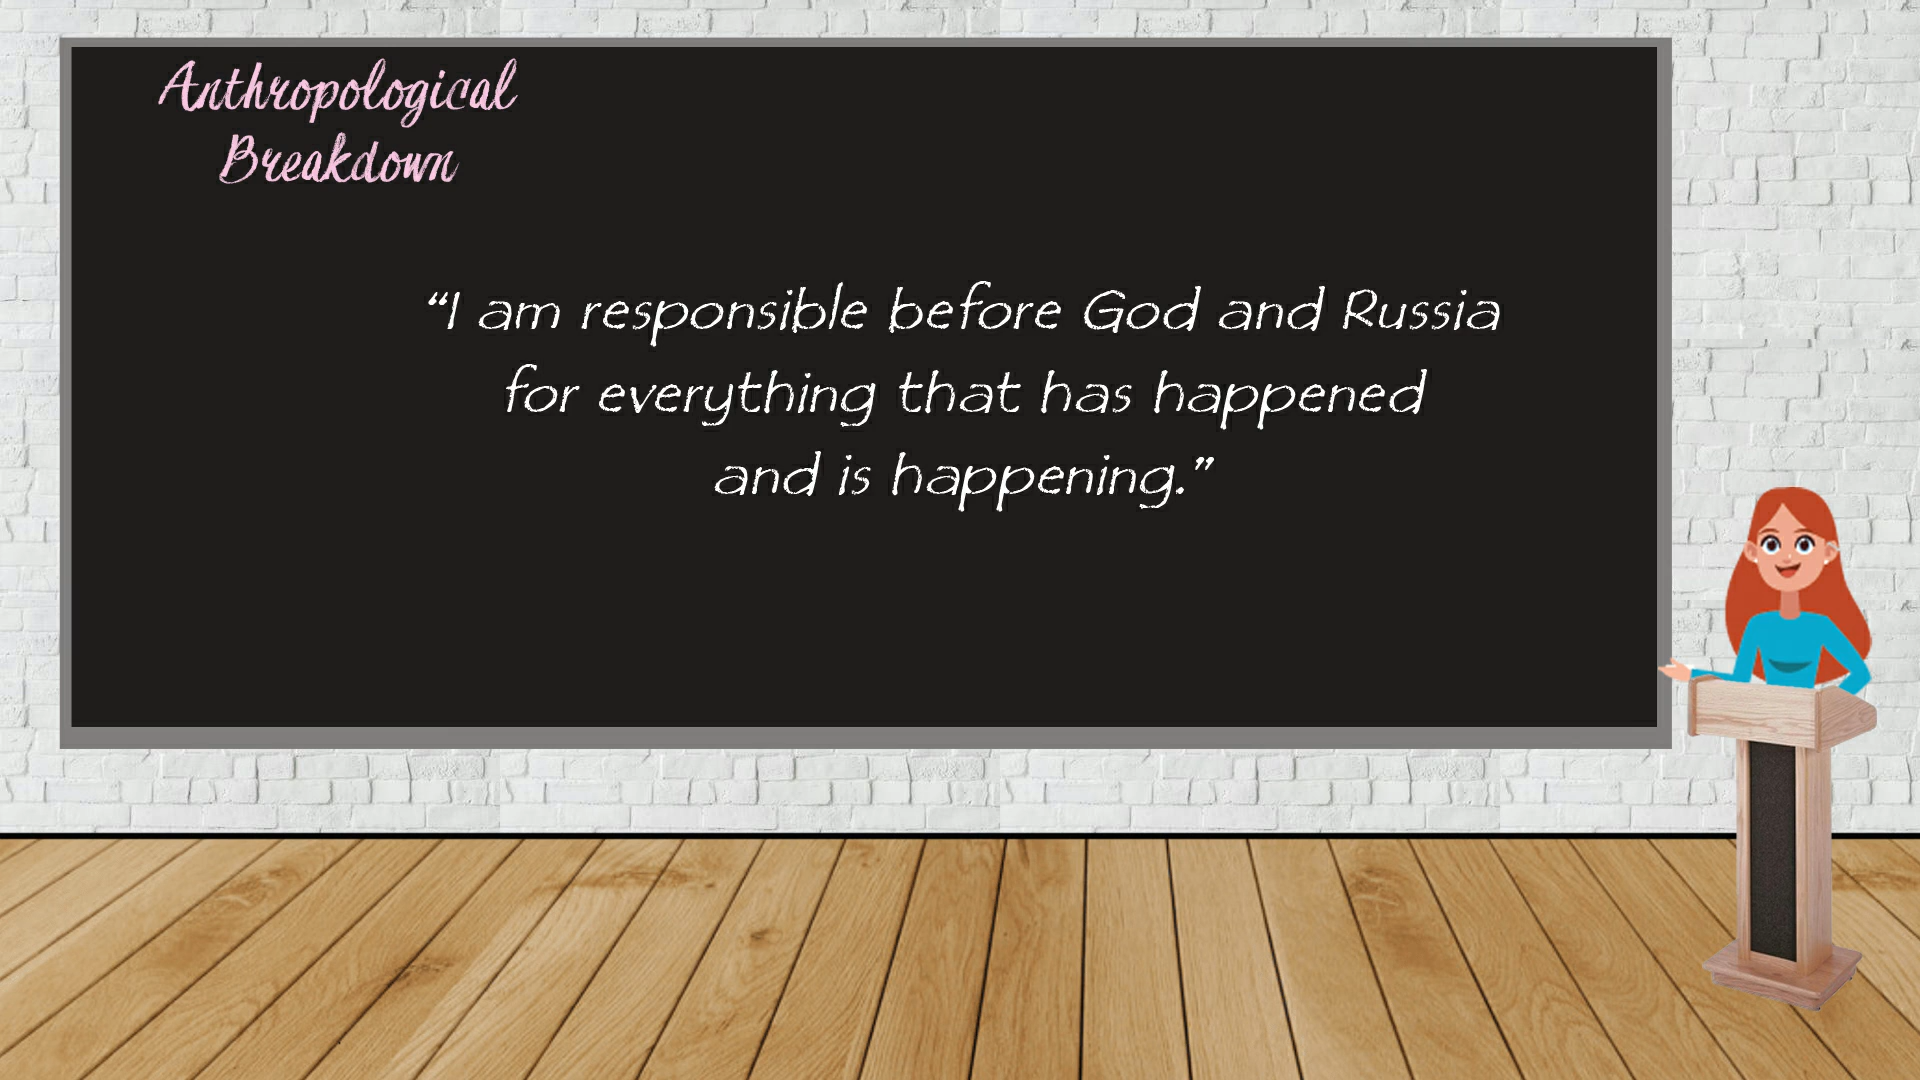 Anthropological
Breakdown
“I am responsible before God and Russia
for everything that has happened
and is happening.”